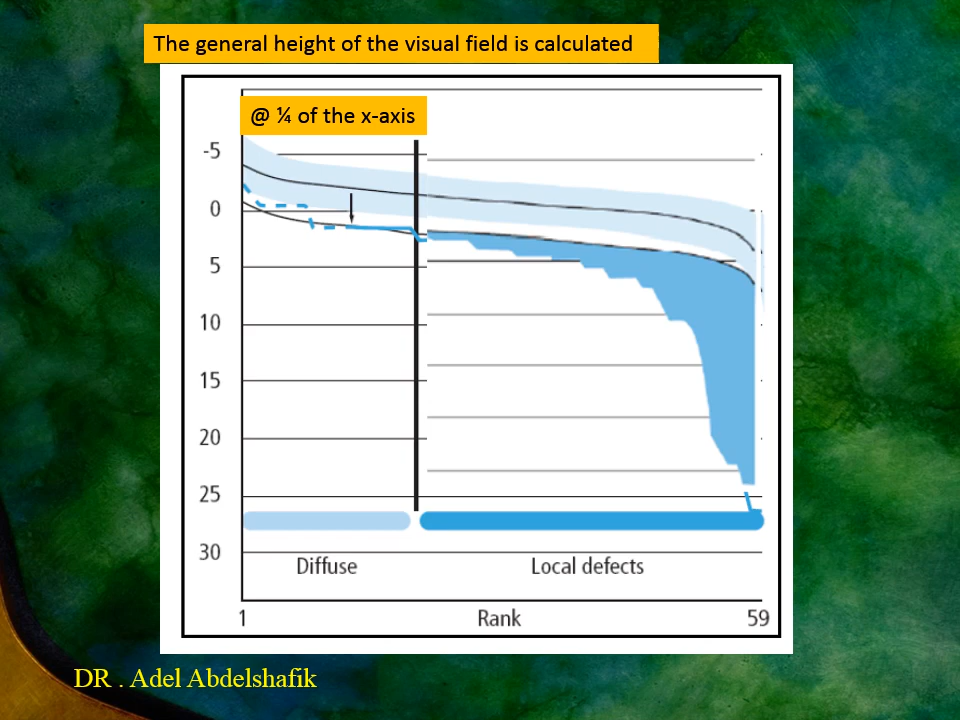 The general height of the visual field is calculated
@ ¼ of the x-axis
-5
0
5
10
15
20
25
30
Diffuse
Local defects
1
Rank
59
DR . Adel Abdelshafik